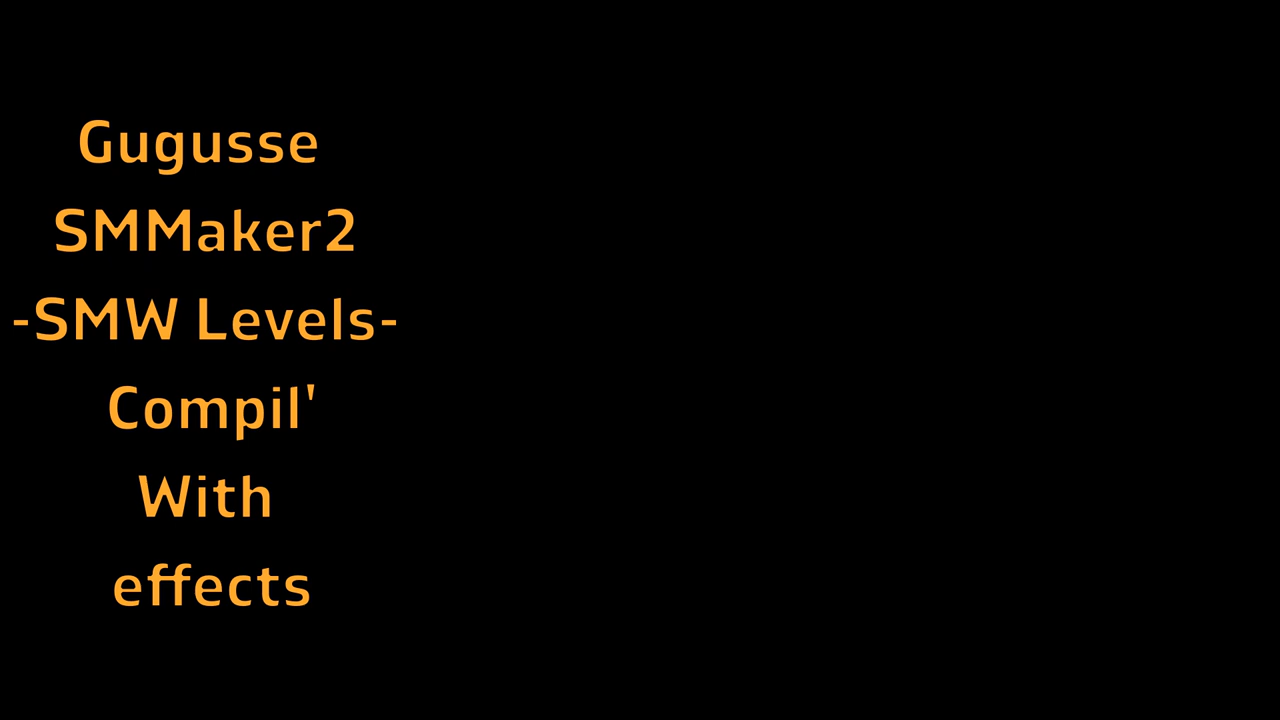 Gugusse
SMMaker2
-SMW Levels-
Compil'
With
effects